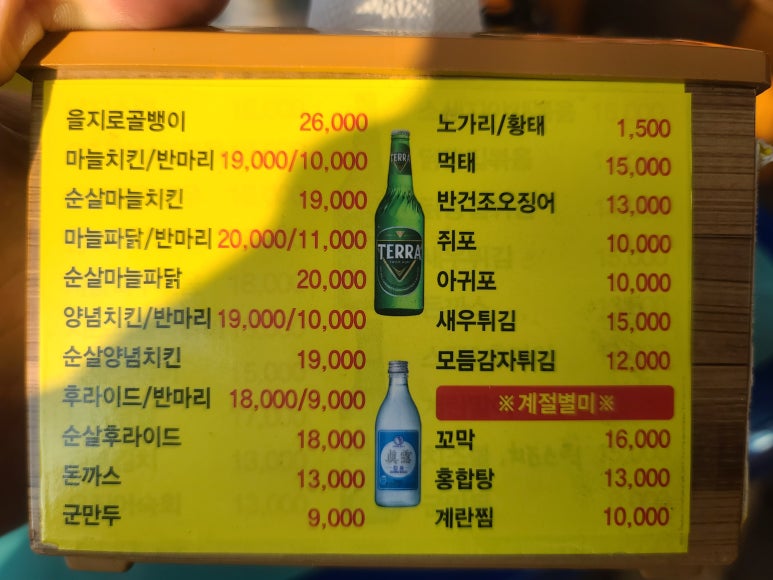 을지로골뱅이 26,000
마늘치킨/반마리 19,000/10,000
순살마늘치킨 19,000
마늘파닭/반마리 20,000/11,000
순살마늘파닭 20,000
양념치킨/반마리 19,000/10,000
순살양념치킨 19,000
후라이드/반마리 18,000/9,000
순살후라이드 18,000
돈까스 13,000
군만두 9,000
TERRA
TERRA
眞露
노가리/황태 1,500
먹태 15,000
반건조오징어 13,000
쥐포 10,000
아귀포 10,000
새우튀김 15,000
모듬감자튀김 12,000
※계절별미※
꼬막 16,000
홍합탕 13,000
계란찜 10,000